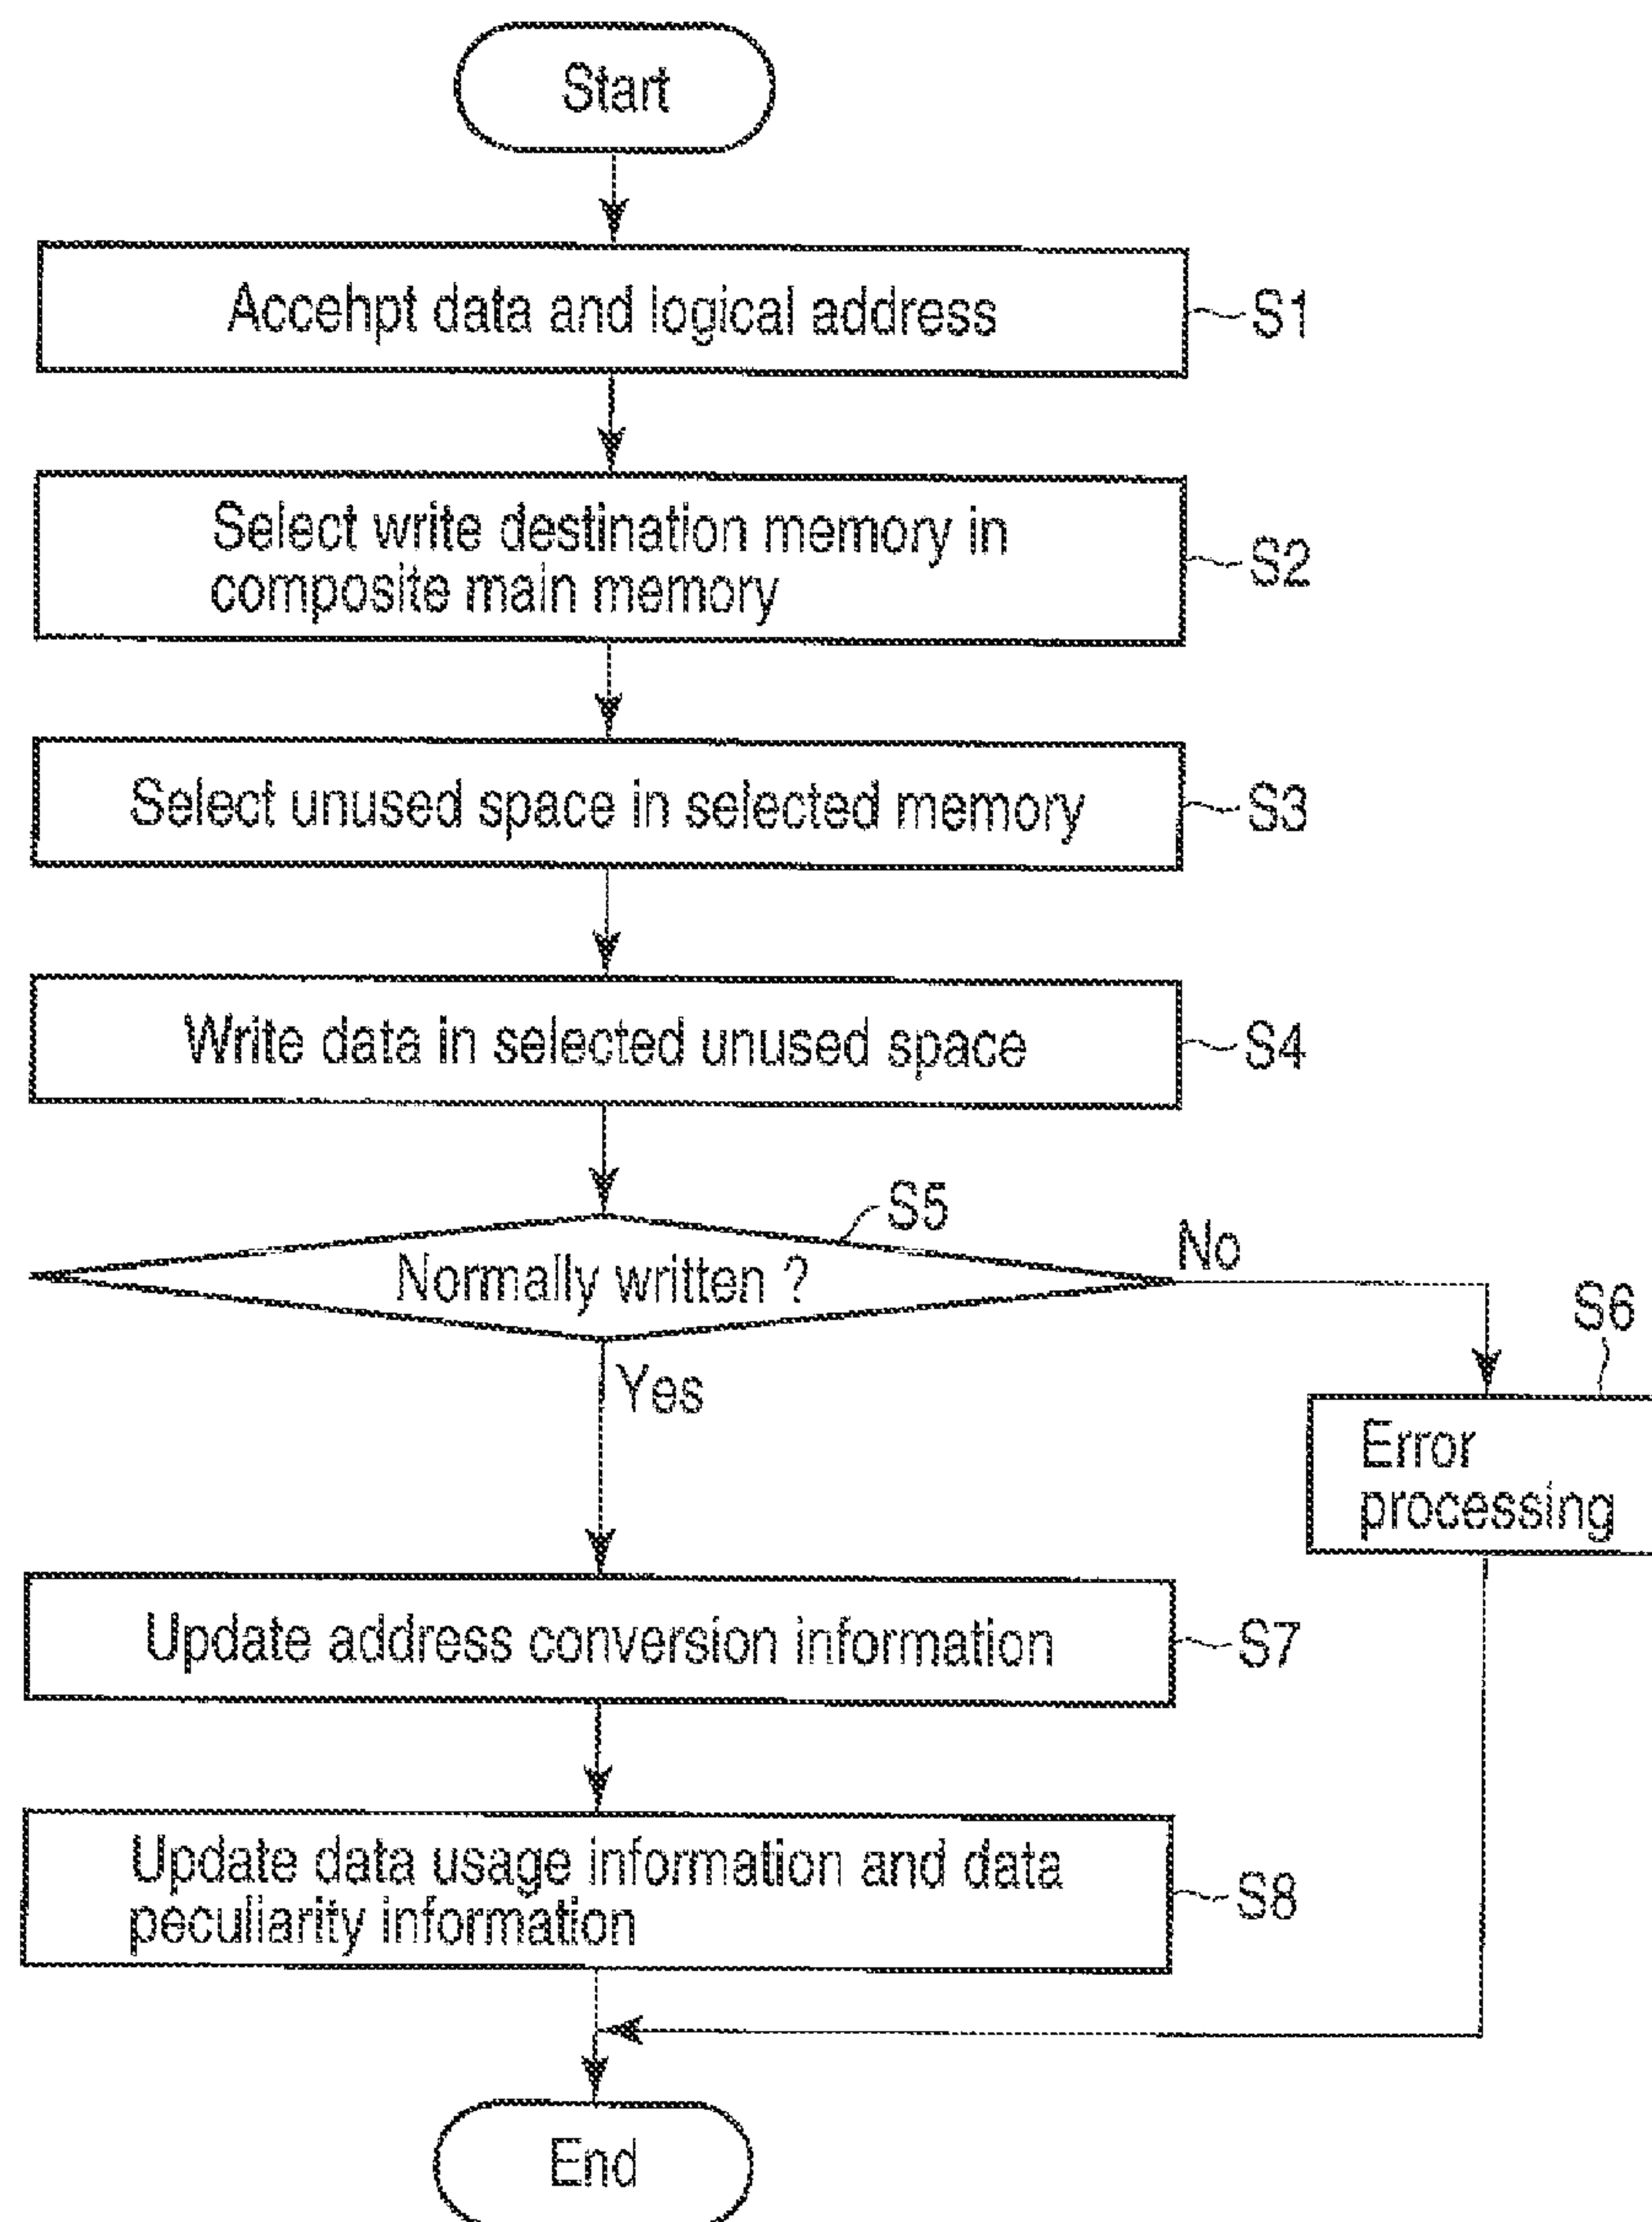 Start
Accehpt data and logical address
S1
Select write destination memory in
composite main memory
S2
Select unused space in selected memory
S3
Write data in selected unused space
S4
S5
Normally written ?
No
S6
Yes
Error
processing
Update address conversion information
S7
Update data usage information and data
peculiarity information
S8
End